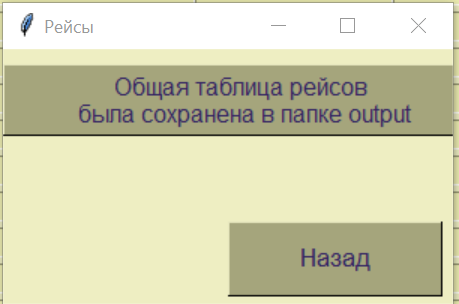 Рейсы
Общая таблица рейсов
была сохранена в папке output
Назад